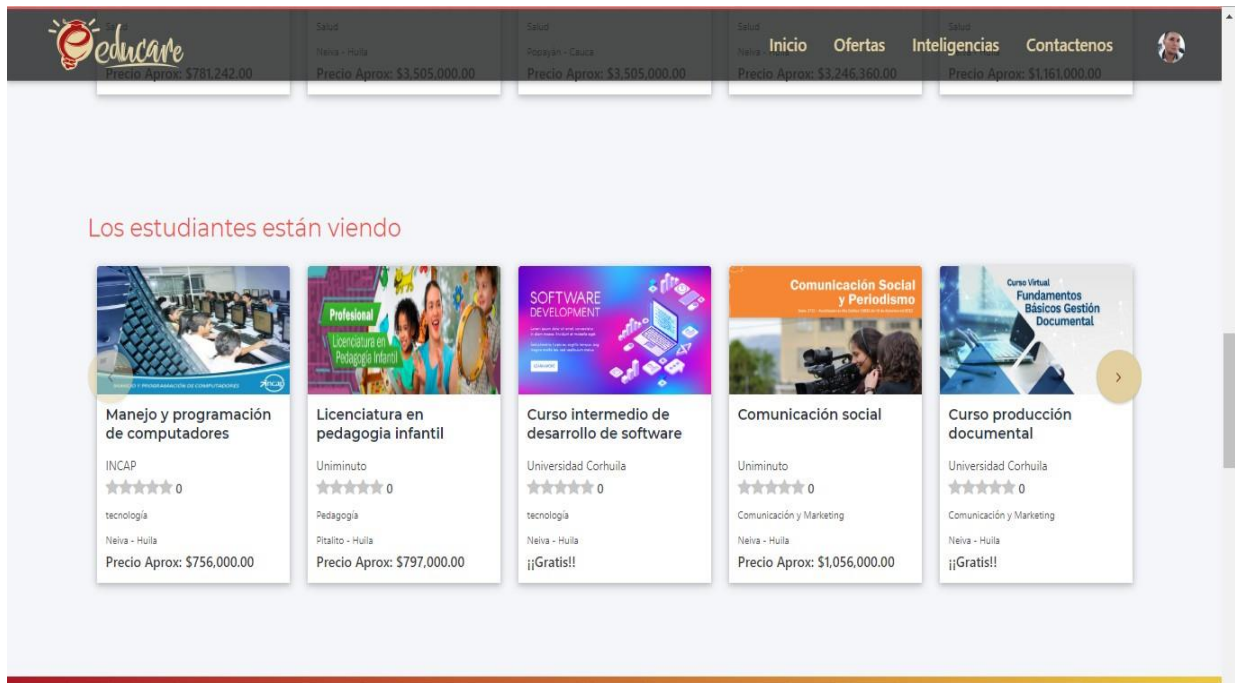 educare
Inicio Ofertas Inteligencias Contactenos
Salud Salud Salud Salud
Neiva - Huila Popayán - Cauca Neiva
Precio Aprox: $781,242.00 Precio Aprox: $3,505,000.00 Precio Aprox: $3,505,000.00 Precio Aprox: $3,246,360.00 Precio Aprox: $1,161,000.00
Los estudiantes están viendo
MANEJO Y PROGRAMACIÓN DE COMPUTADORES
incap
Manejo y programación
de computadores
INCAP
0
tecnología
Neiva - Huila
Precio Aprox: $756,000.00
Profesional
Licenciatura en
Pedagogía Infantil
Licenciatura en
pedagogia infantil
Uniminuto
0
Pedagogía
Pitalito - Huila
Precio Aprox: $797,000.00
SOFTWARE
DEVELOPMENT
Curso intermedio de
desarrollo de software
Universidad Corhuila
0
tecnología
Neiva - Huila
¡¡Gratis!!
Comunicación Social
y Periodismo
Comunicación social
Uniminuto
0
Comunicación y Marketing
Neiva - Huila
Precio Aprox: $1,056,000.00
Curso Virtual
Fundamentos
Básicos Gestión
Documental
Curso producción
documental
Universidad Corhuila
0
Comunicación y Marketing
Neiva - Huila
¡¡Gratis!!